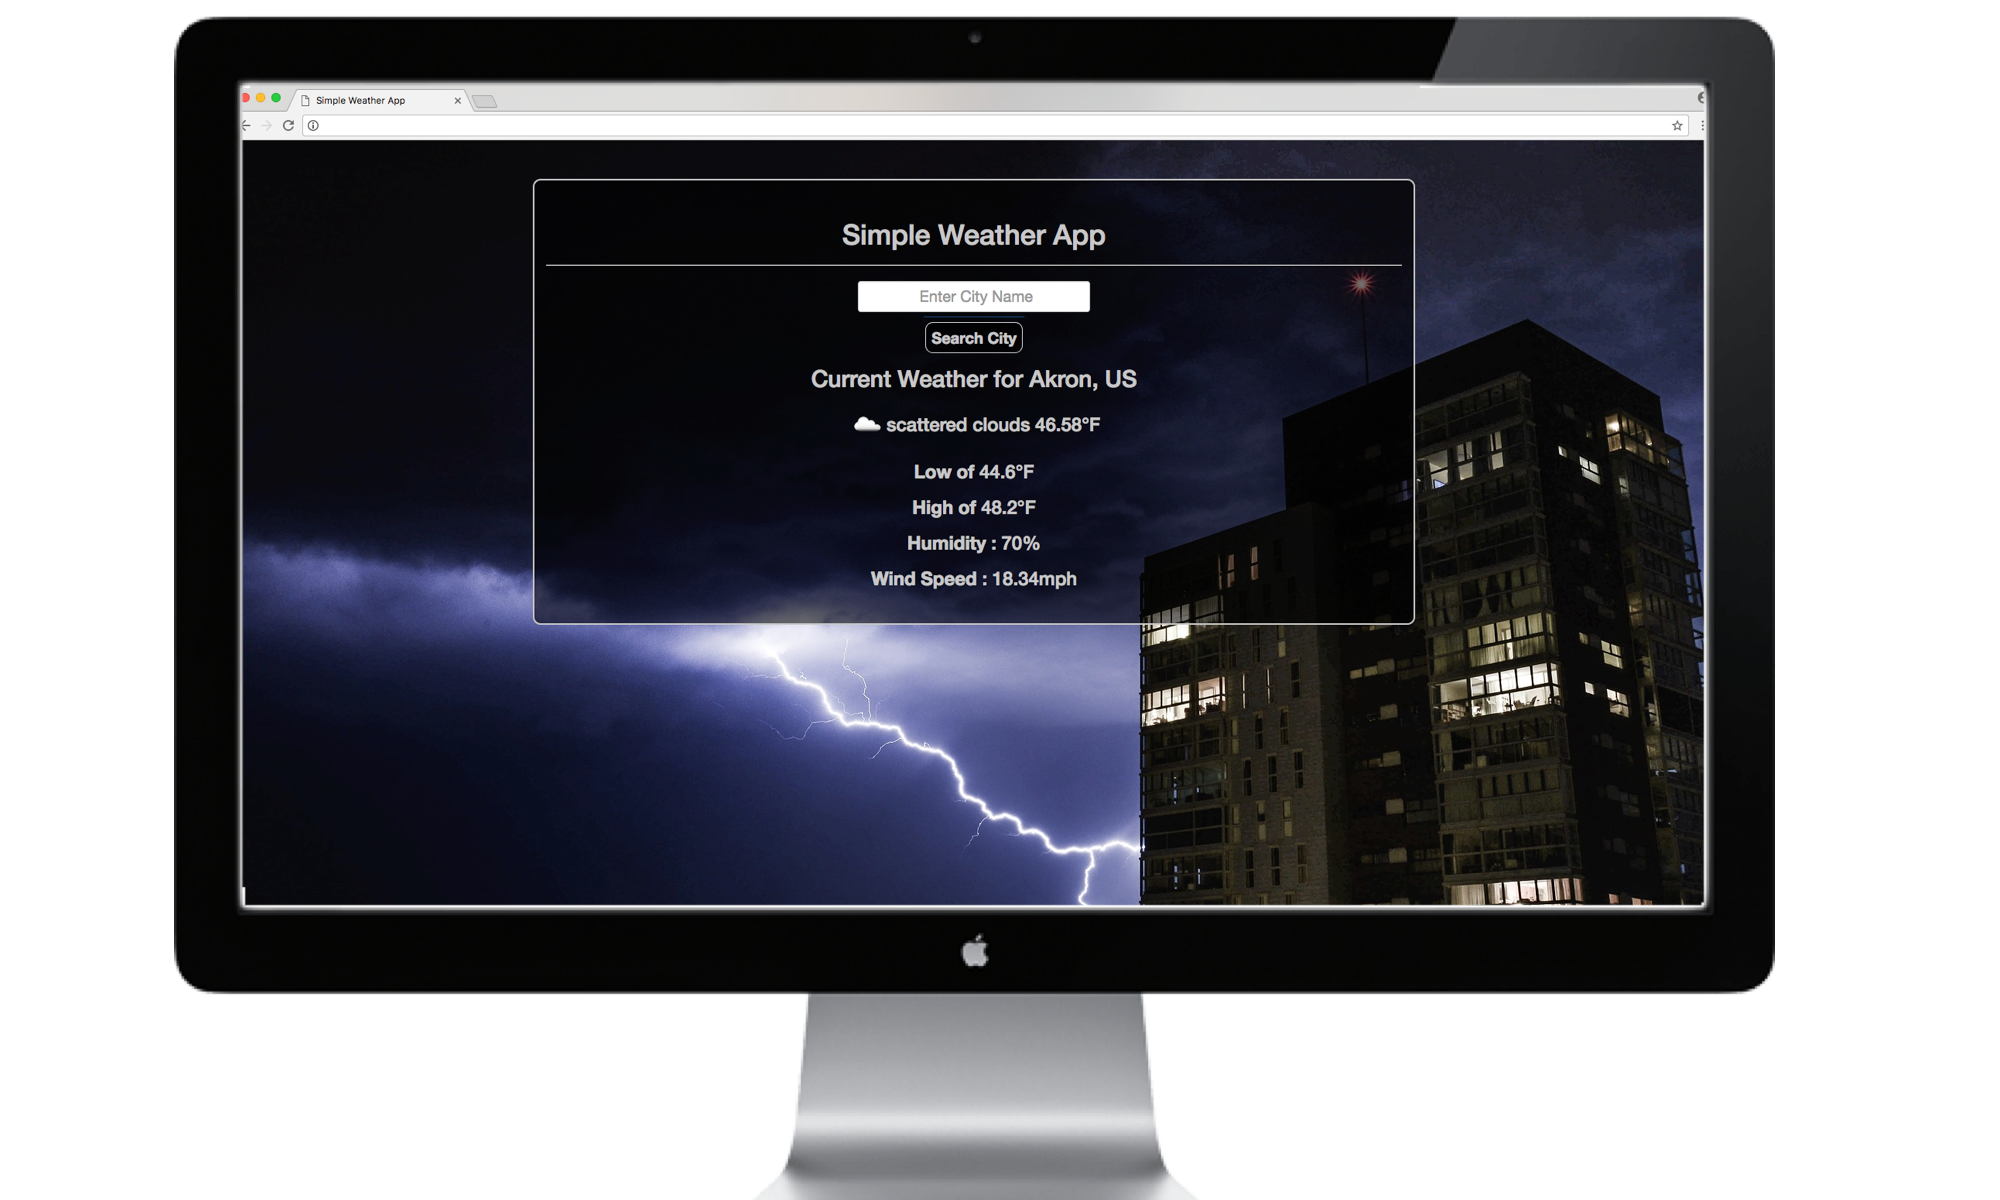 Simple Weather App
Simple Weather App
Enter City Name
Search City
Current Weather for Akron, US
scattered clouds 46.58°F
Low of 44.6°F
High of 48.2°F
Humidity : 70%
Wind Speed : 18.34mph